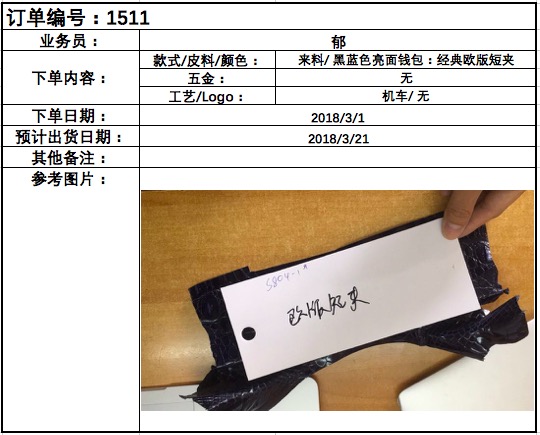 订单编号：1511
业务员： 郁
下单内容： 款式/皮料/颜色： 来料/ 黑蓝色亮面钱包：经典欧版短夹
五金： 无
工艺/Logo： 机车/ 无
下单日期： 2018/3/1
预计出货日期： 2018/3/21
其他备注：
参考图片：
S804-1*
欧版短夹